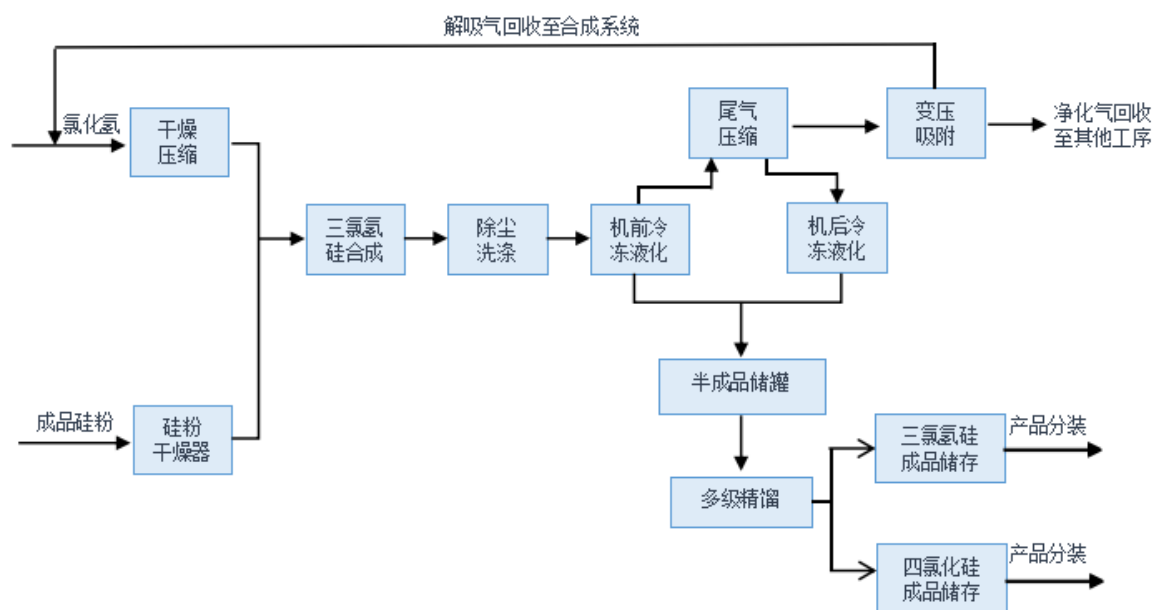 解吸气回收至合成系统
氯化氢
干燥
压缩
尾气
压缩
变压
吸附
净化气回收
至其他工序
三氯氢
硅合成
除尘
洗涤
机前冷
冻液化
机后冷
冻液化
半成品储罐
成品硅粉
硅粉
干燥器
三氯氢硅
成品储存
产品分装
多级精馏
四氯化硅
成品储存
产品分装